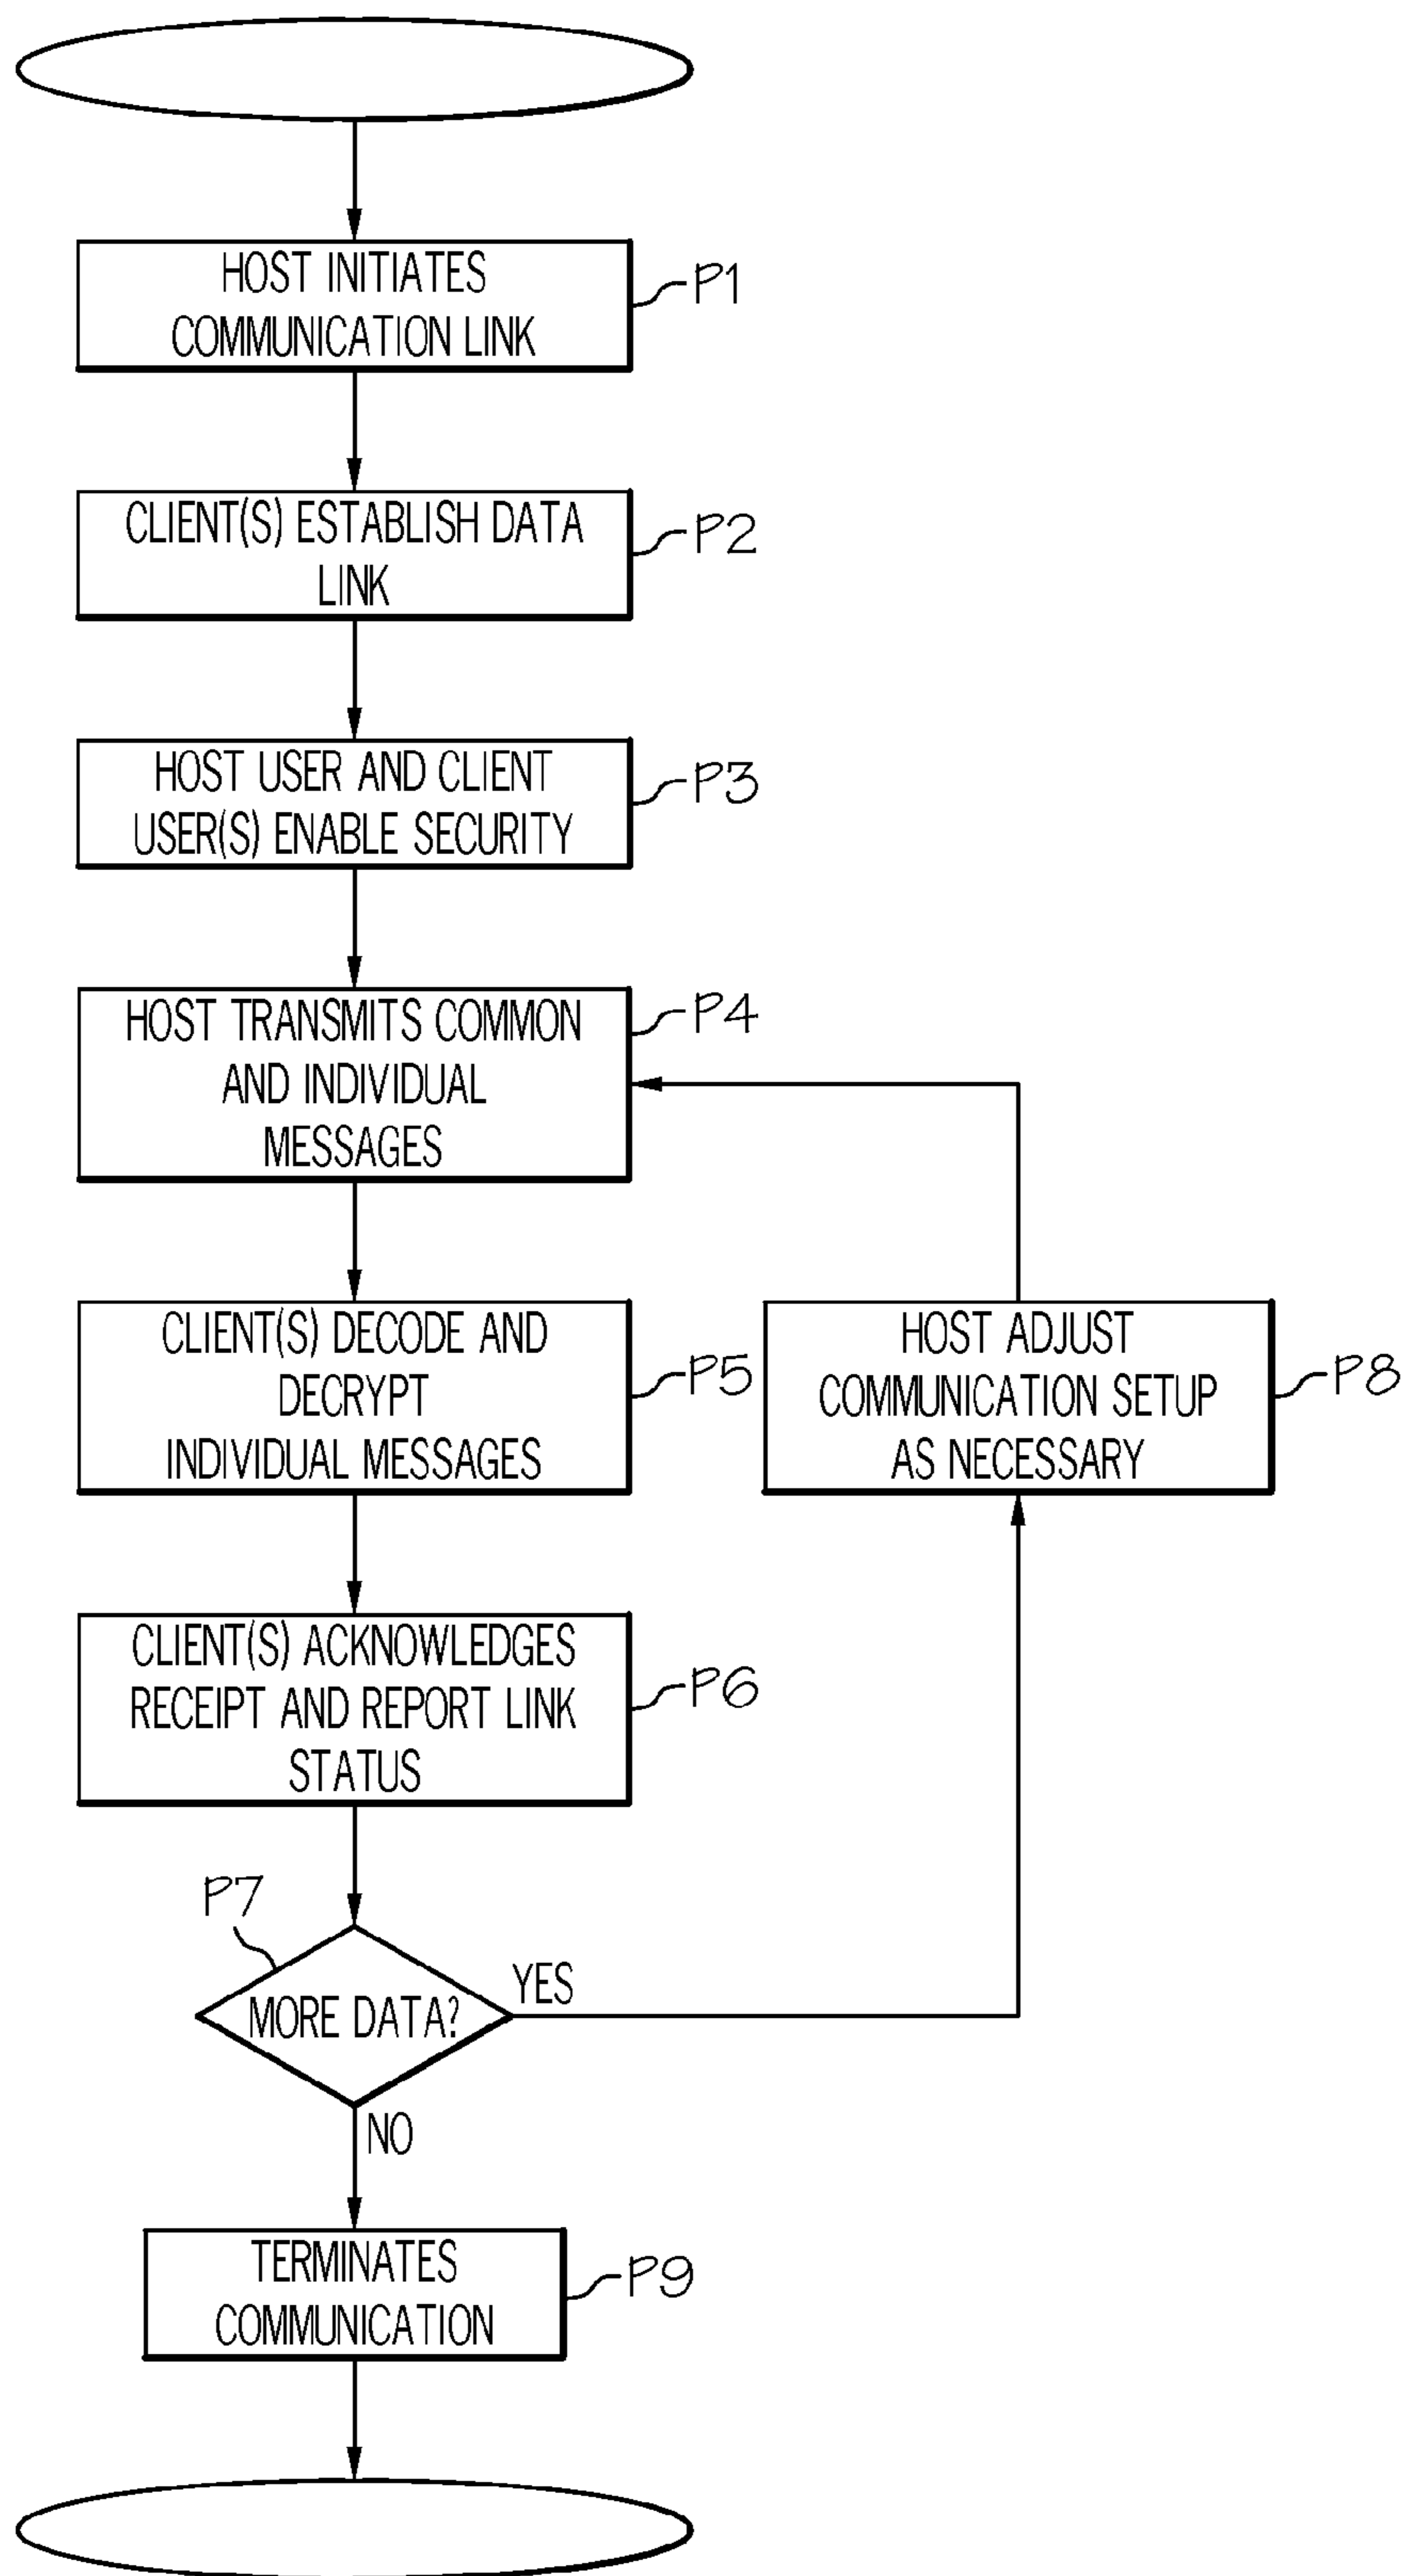 HOST INITIATES
COMMUNICATION LINK
P1
CLIENT(S) ESTABLISH DATA
LINK
P2
HOST USER AND CLIENT
USER(S) ENABLE SECURITY
P3
HOST TRANSMITS COMMON
AND INDIVIDUAL
MESSAGES
P4
CLIENT(S) DECODE AND
DECRYPT
INDIVIDUAL MESSAGES
P5
HOST ADJUST
COMMUNICATION SETUP
AS NECESSARY
P8
CLIENT(S) ACKNOWLEDGES
RECEIPT AND REPORT LINK
STATUS
P6
P7
MORE DATA?
YES
NO
TERMINATES
COMMUNICATION
P9